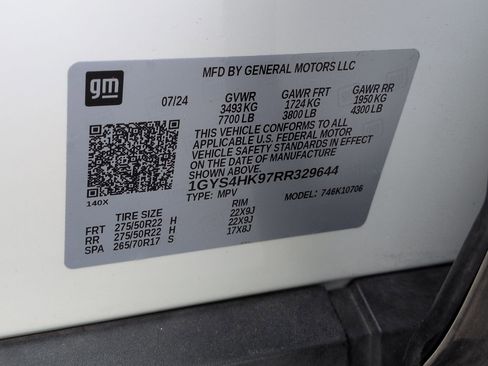 gm
MFD BY GENERAL MOTORS LLC
07/24 GVWR GAWR FRT GAWR RR
3493 KG 1724 KG 1950 KG
7700 LB 3800 LB 4300 LB
THIS VEHICLE CONFORMS TO ALL
APPLICABLE U.S. FEDERAL MOTOR
VEHICLE SAFETY STANDARDS IN EFFECT
ON THE DATE OF MANUFACTURE
SHOWN ABOVE.
1GYS4HK97RR329644
TYPE: MPV MODEL: 746K10706
140X
TIRE SIZE RIM
FRT 275/50R22 H 22X9J
RR 275/50R22 H 22X9J
SPA 265/70R17 S 17X8J